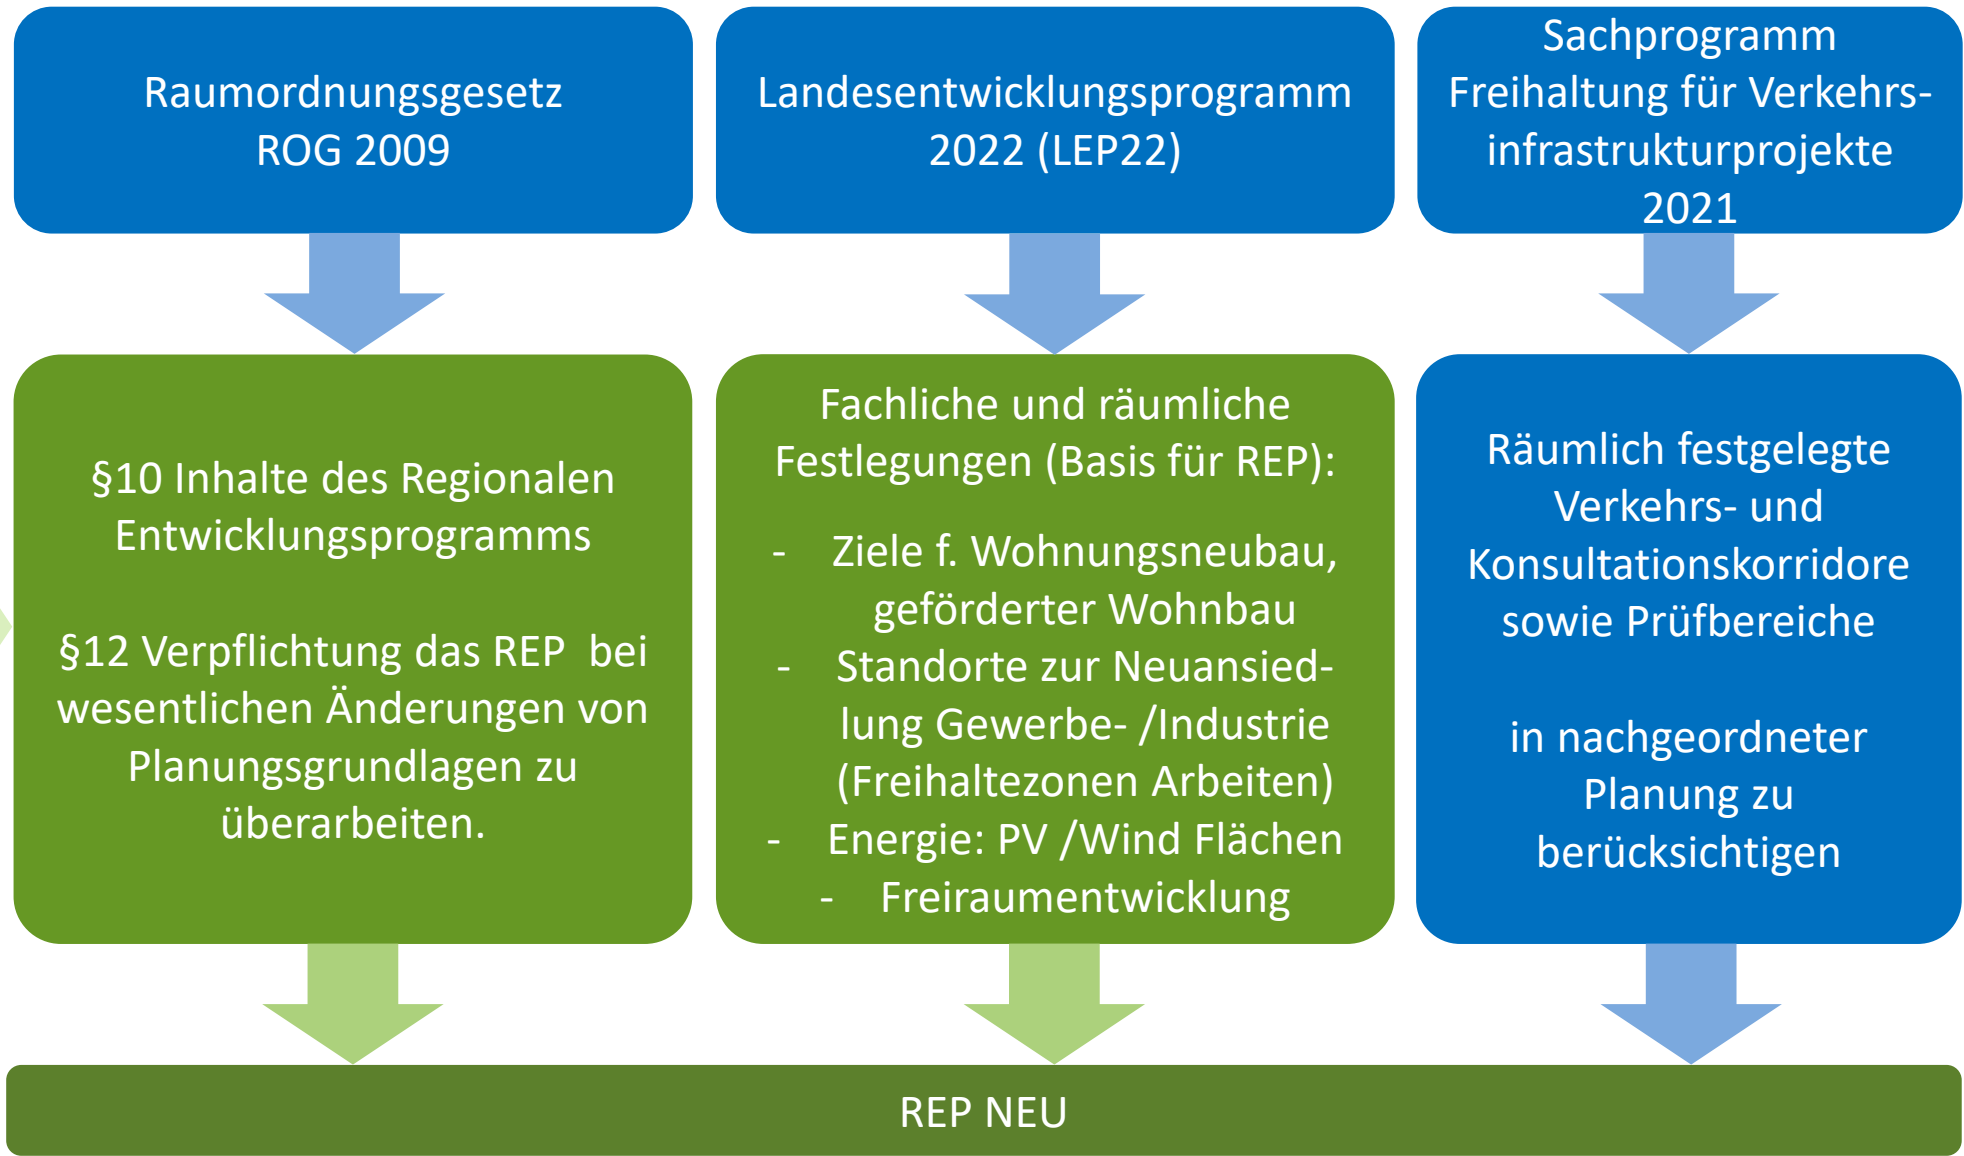 Raumordnungsgesetz
ROG 2009
Landesentwicklungsprogramm
2022 (LEP22)
Sachprogramm
Freihaltung für Verkehrs-
infrastrukturprojekte
2021
§10 Inhalte des Regionalen
Entwicklungsprogramms
§12 Verpflichtung das REP bei
wesentlichen Änderungen von
Planungsgrundlagen zu
überarbeiten.
Fachliche und räumliche
Festlegungen (Basis für REP):
- Ziele f. Wohnungsneubau,
geförderter Wohnbau
- Standorte zur Neuansied-
lung Gewerbe- /Industrie
(Freihaltezonen Arbeiten)
- Energie: PV /Wind Flächen
- Freiraumentwicklung
Räumlich festgelegte
Verkehrs- und
Konsultationskorridore
sowie Prüfbereiche
in nachgeordneter
Planung zu
berücksichtigen
REP NEU